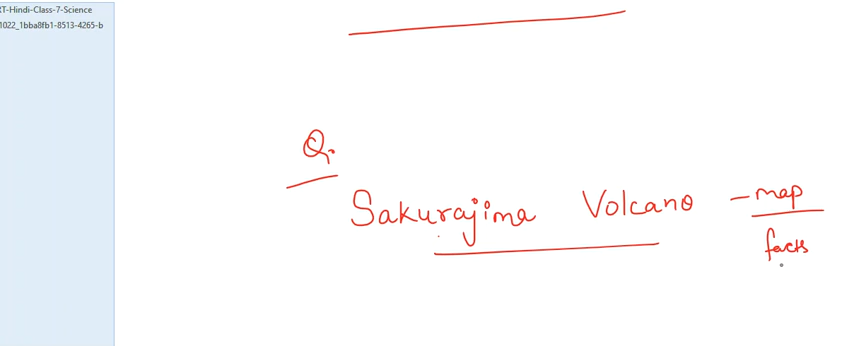 RT-Hindi-Class-7-Science
1022_1bba8fb1-8513-4265-b
Q.
Sakurajima Volcano - map
facts